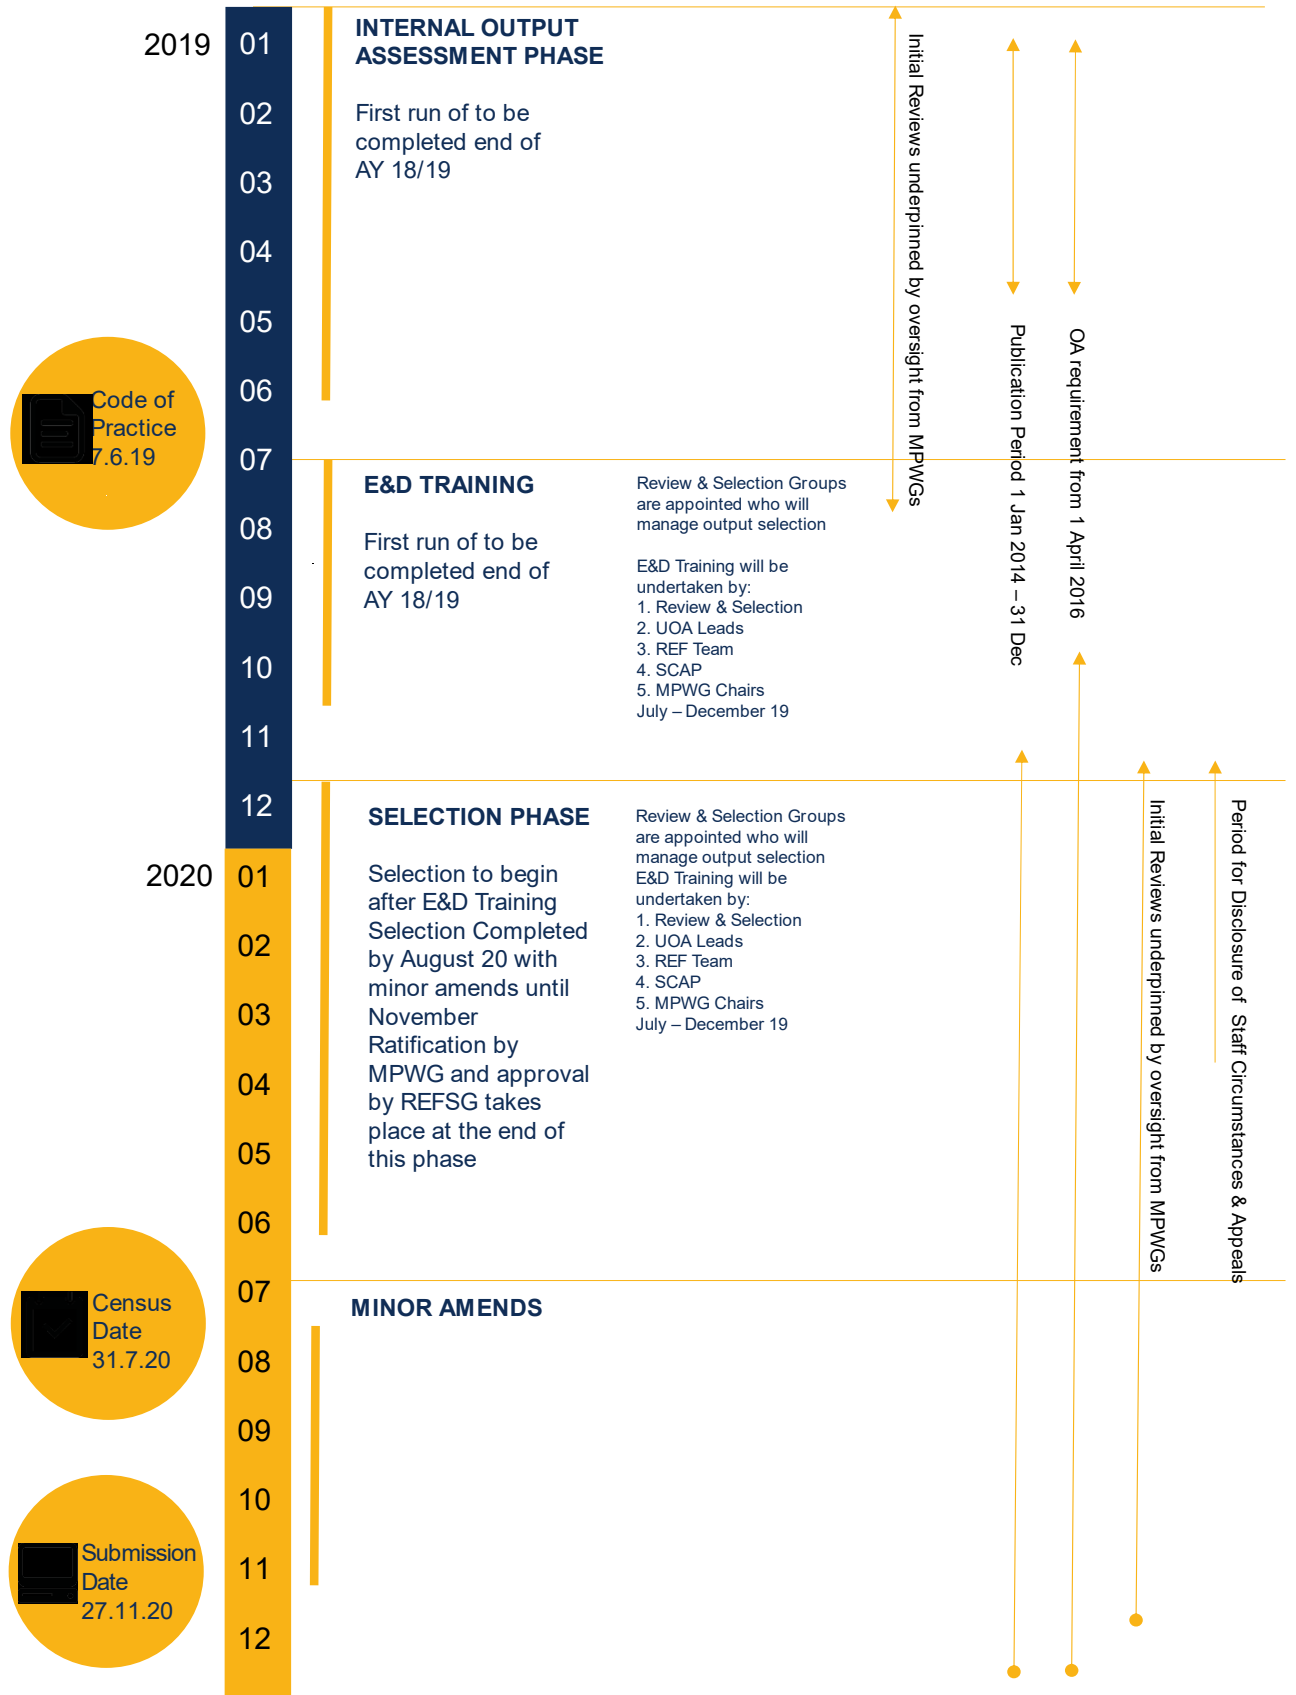 2019
01
02
03
04
05
06
07
08
09
10
11
12
2020
01
02
03
04
05
06
07
08
09
10
11
12
Code of
Practice
7.6.19
Census
Date
31.7.20
Submission
Date
27.11.20
INTERNAL OUTPUT
ASSESSMENT PHASE
First run of to be
completed end of
AY 18/19
E&D TRAINING
First run of to be
completed end of
AY 18/19
Review & Selection Groups
are appointed who will
manage output selection
E&D Training will be
undertaken by:
1. Review & Selection
2. UOA Leads
3. REF Team
4. SCAP
5. MPWG Chairs
July – December 19
SELECTION PHASE
Selection to begin
after E&D Training
Selection Completed
by August 20 with
minor amends until
November
Ratification by
MPWG and approval
by REFSG takes
place at the end of
this phase
Review & Selection Groups
are appointed who will
manage output selection
E&D Training will be
undertaken by:
1. Review & Selection
2. UOA Leads
3. REF Team
4. SCAP
5. MPWG Chairs
July – December 19
MINOR AMENDS
Initial Reviews underpinned by oversight from MPWGs
Publication Period 1 Jan 2014 – 31 Dec
OA requirement from 1 April 2016
Initial Reviews underpinned by oversight from MPWGs
Period for Disclosure of  Staff Circumstances & Appeals